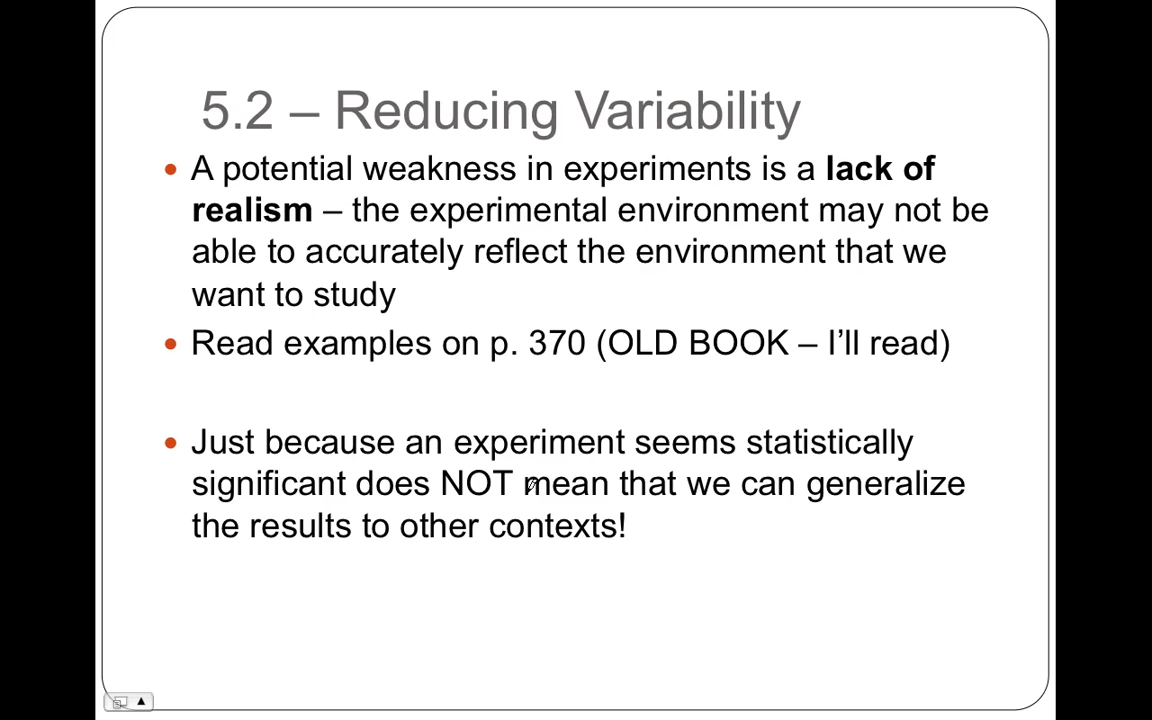 5.2 – Reducing Variability
• A potential weakness in experiments is a lack of
realism – the experimental environment may not be
able to accurately reflect the environment that we
want to study
• Read examples on p. 370 (OLD BOOK – I’ll read)
• Just because an experiment seems statistically
significant does NOT mean that we can generalize
the results to other contexts!